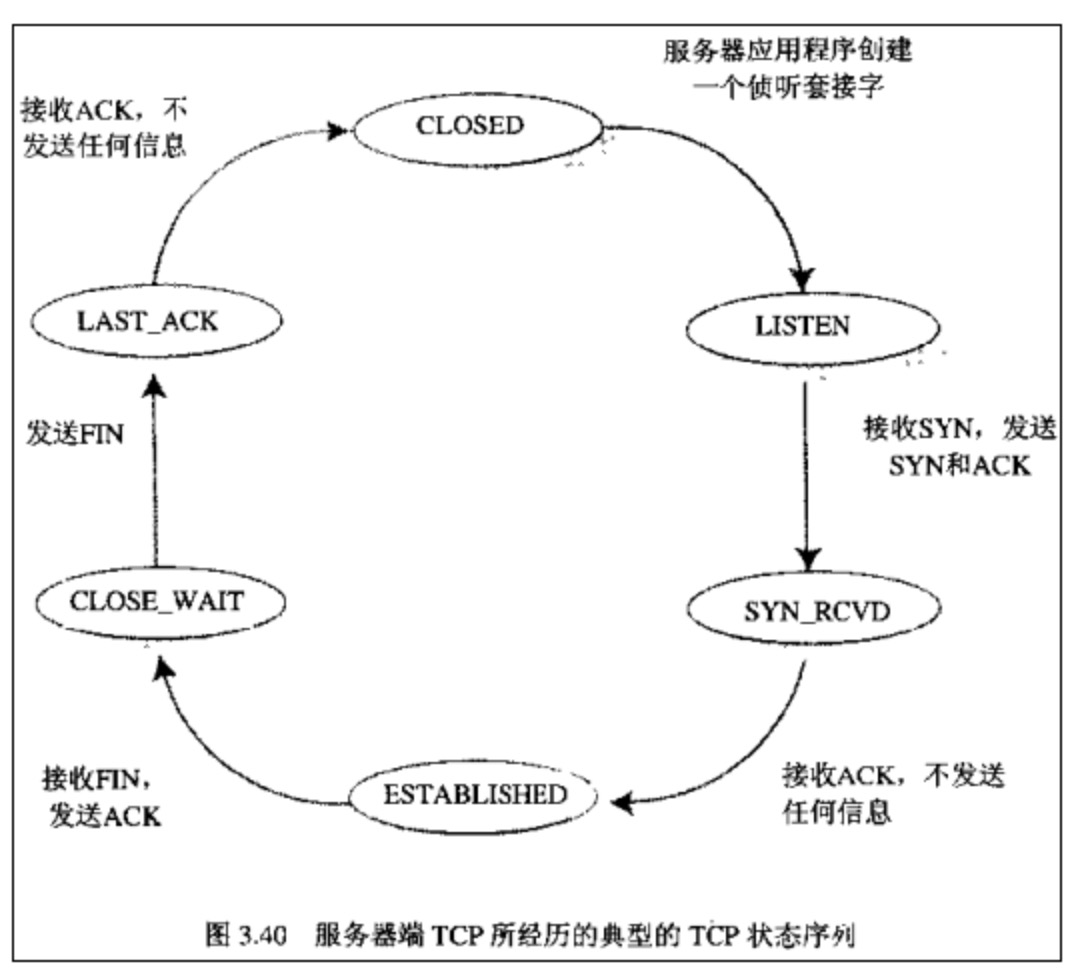 服务器应用程序创建
一个侦听套接字
接收ACK，不
发送任何信息
CLOSED
LAST_ACK
LISTEN
发送FIN
接收SYN，发送
SYN和ACK
CLOSE_WAIT
SYN_RCVD
接收FIN，
发送ACK
ESTABLISHED
接收ACK，不发送
任何信息
图 3.40 服务器端 TCP 所经历的典型的 TCP 状态序列